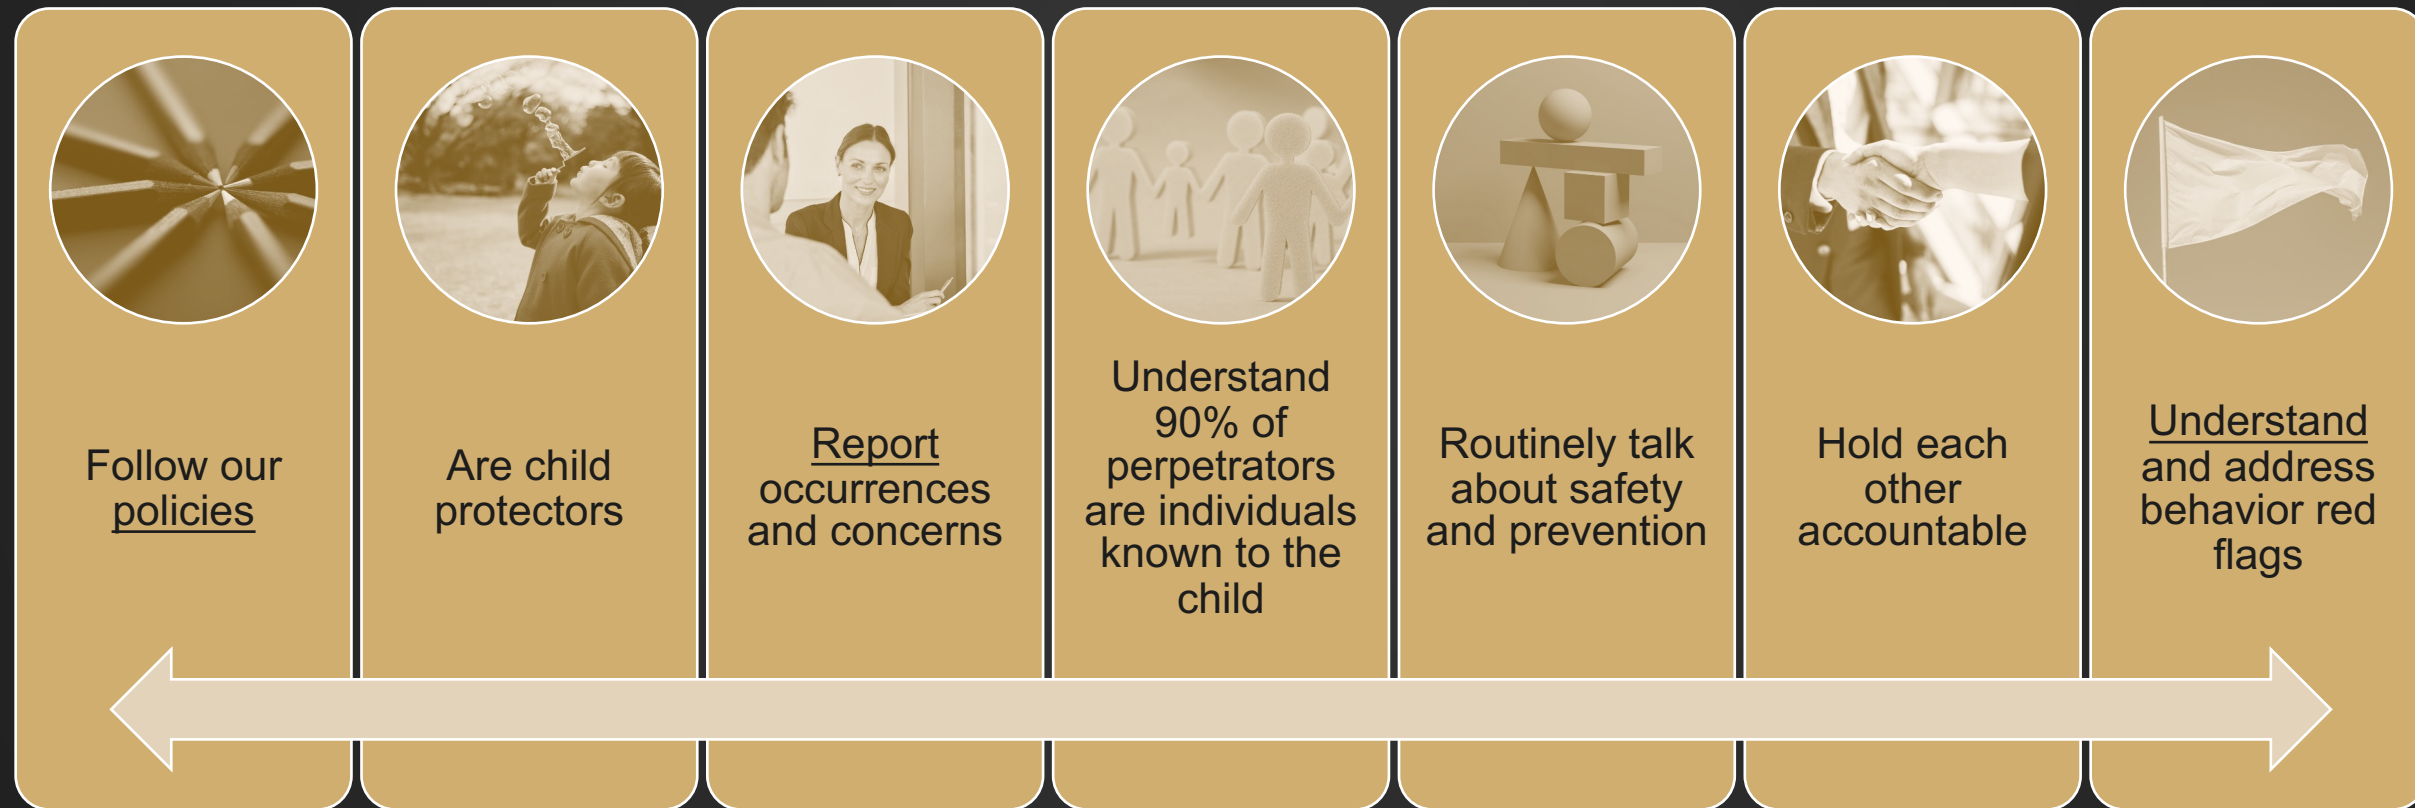 Follow our
policies
Are child
protectors
Report
occurrences
and concerns
Understand
90% of
perpetrators
are individuals
known to the
child
Routinely talk
about safety
and prevention
Hold each
other
accountable
Understand
and address
behavior red
flags